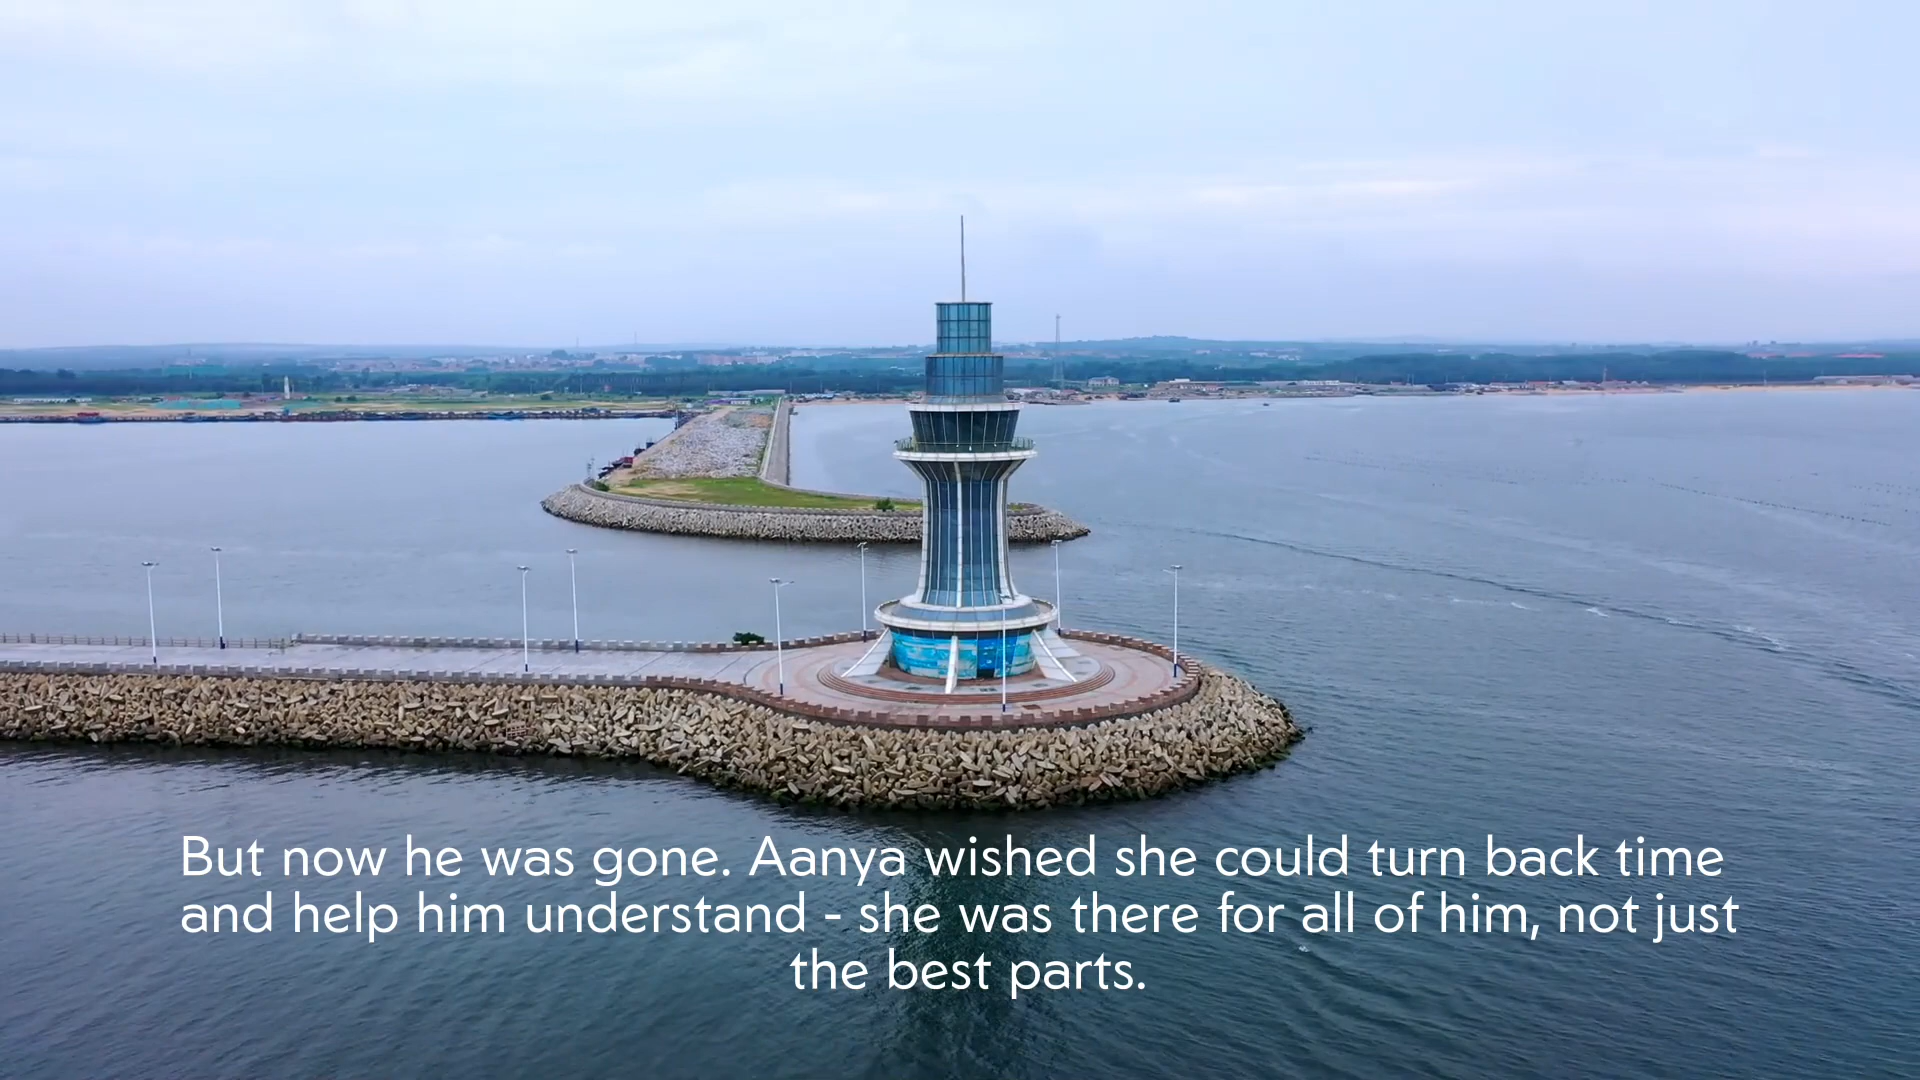 But now he was gone. Aanya wished she could turn back time
and help him understand - she was there for all of him, not just
the best parts.